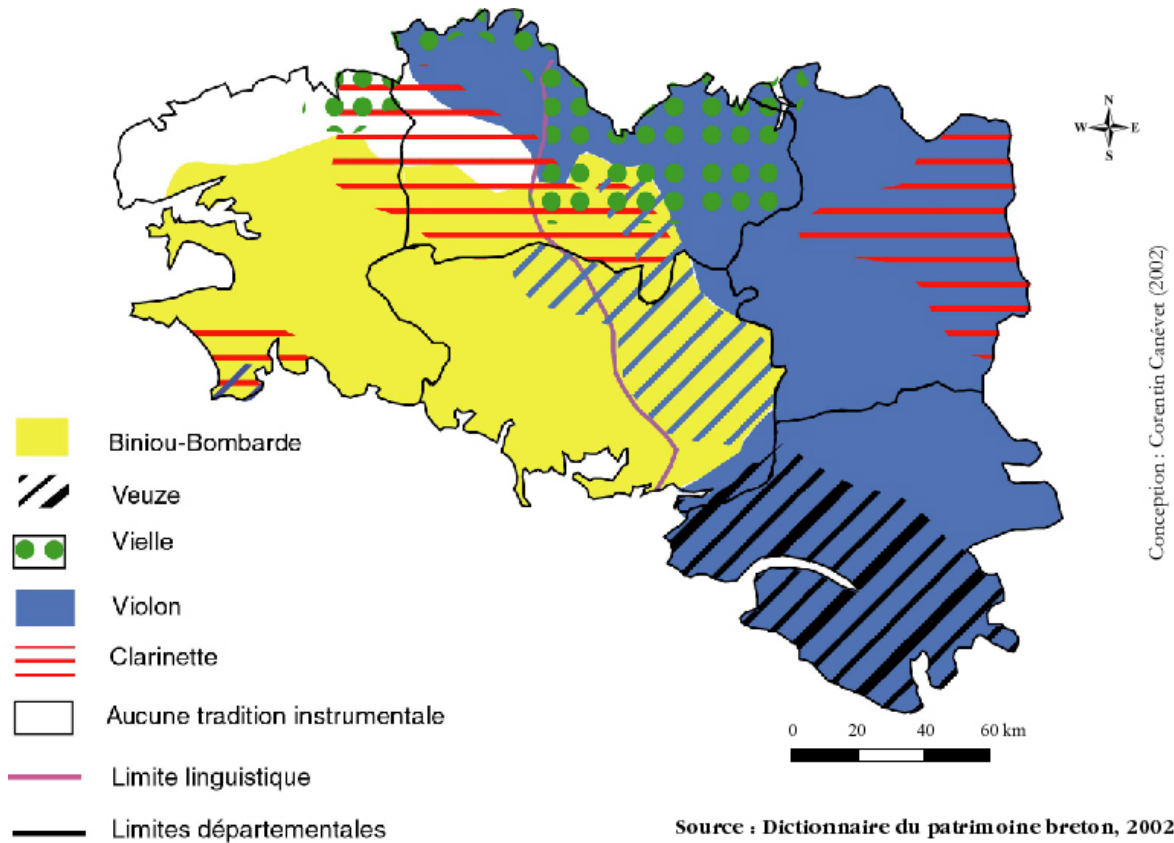 N
W E
S
Conception : Corentin Canévet (2002)
Biniou-Bombarde
Veuze
Vielle
Violon
Clarinette
Aucune tradition instrumentale
Limite linguistique
Limites départementales
0 20 40 60 km
Source : Dictionnaire du patrimoine breton, 2002